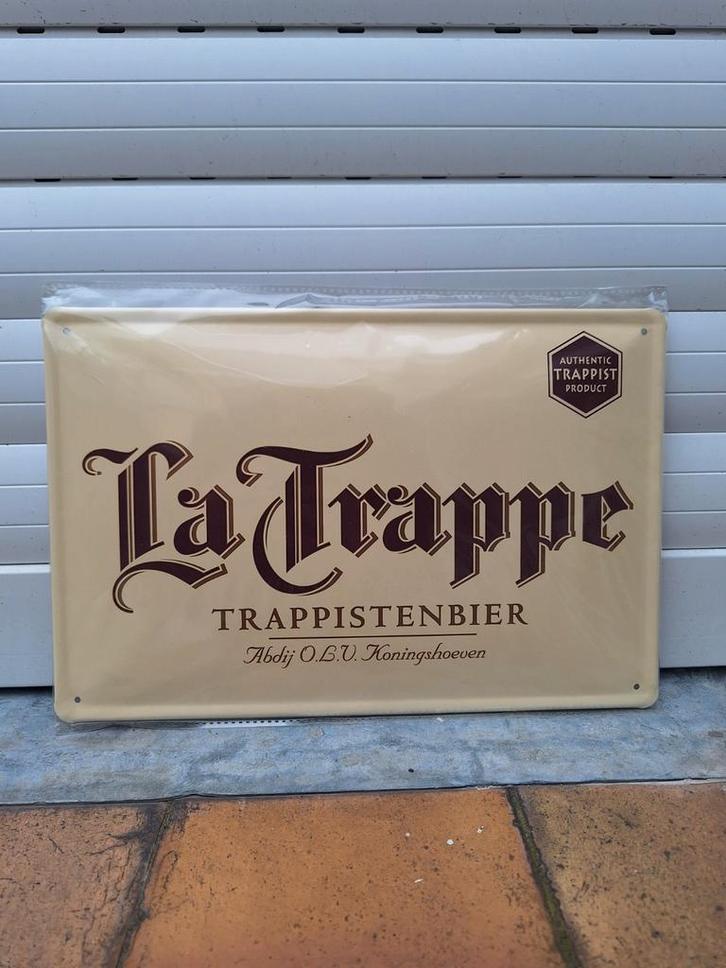 AUTHENTIC
TRAPPIST
PRODUCT
La Trappe
TRAPPISTENBIER
Abdij O.L.V. Koningshoeven